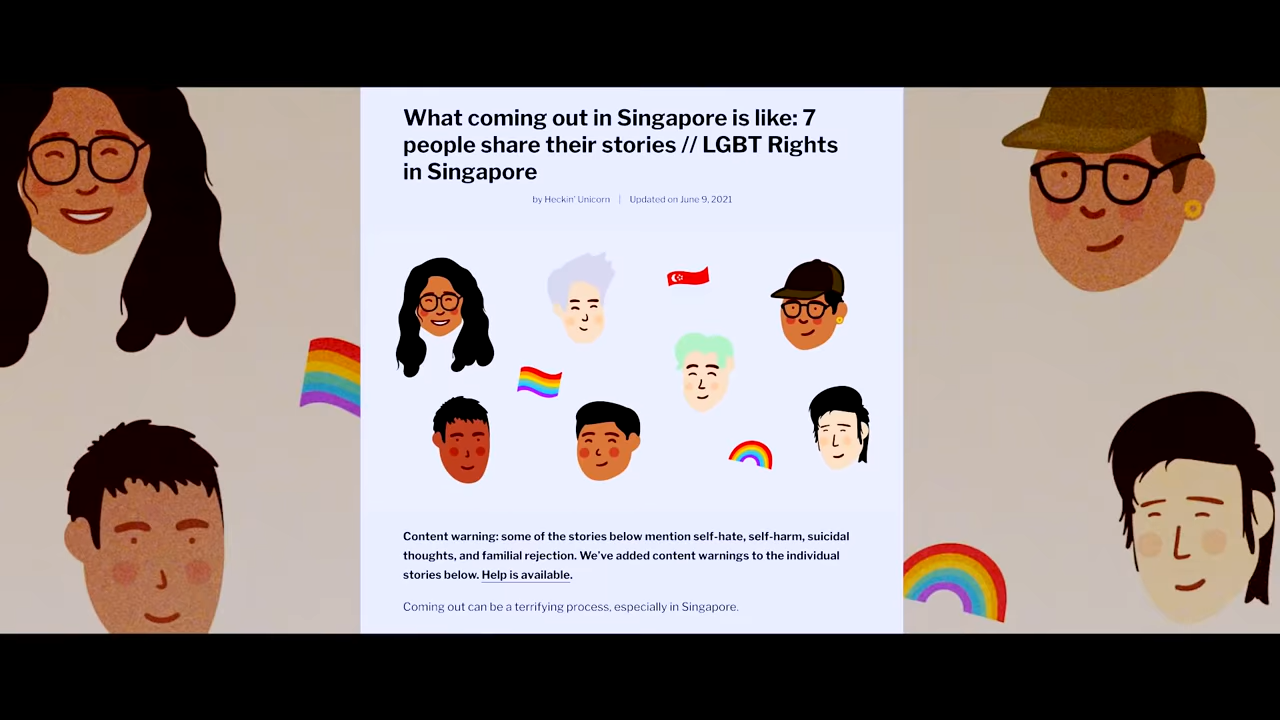 What coming out in Singapore is like: 7
people share their stories // LGBT Rights
in Singapore
by Heckin' Unicorn | Updated on June 9, 2021
Content warning: some of the stories below mention self-hate, self-harm, suicidal
thoughts, and familial rejection. We've added content warnings to the individual
stories below. Help is available.
Coming out can be a terrifying process, especially in Singapore.